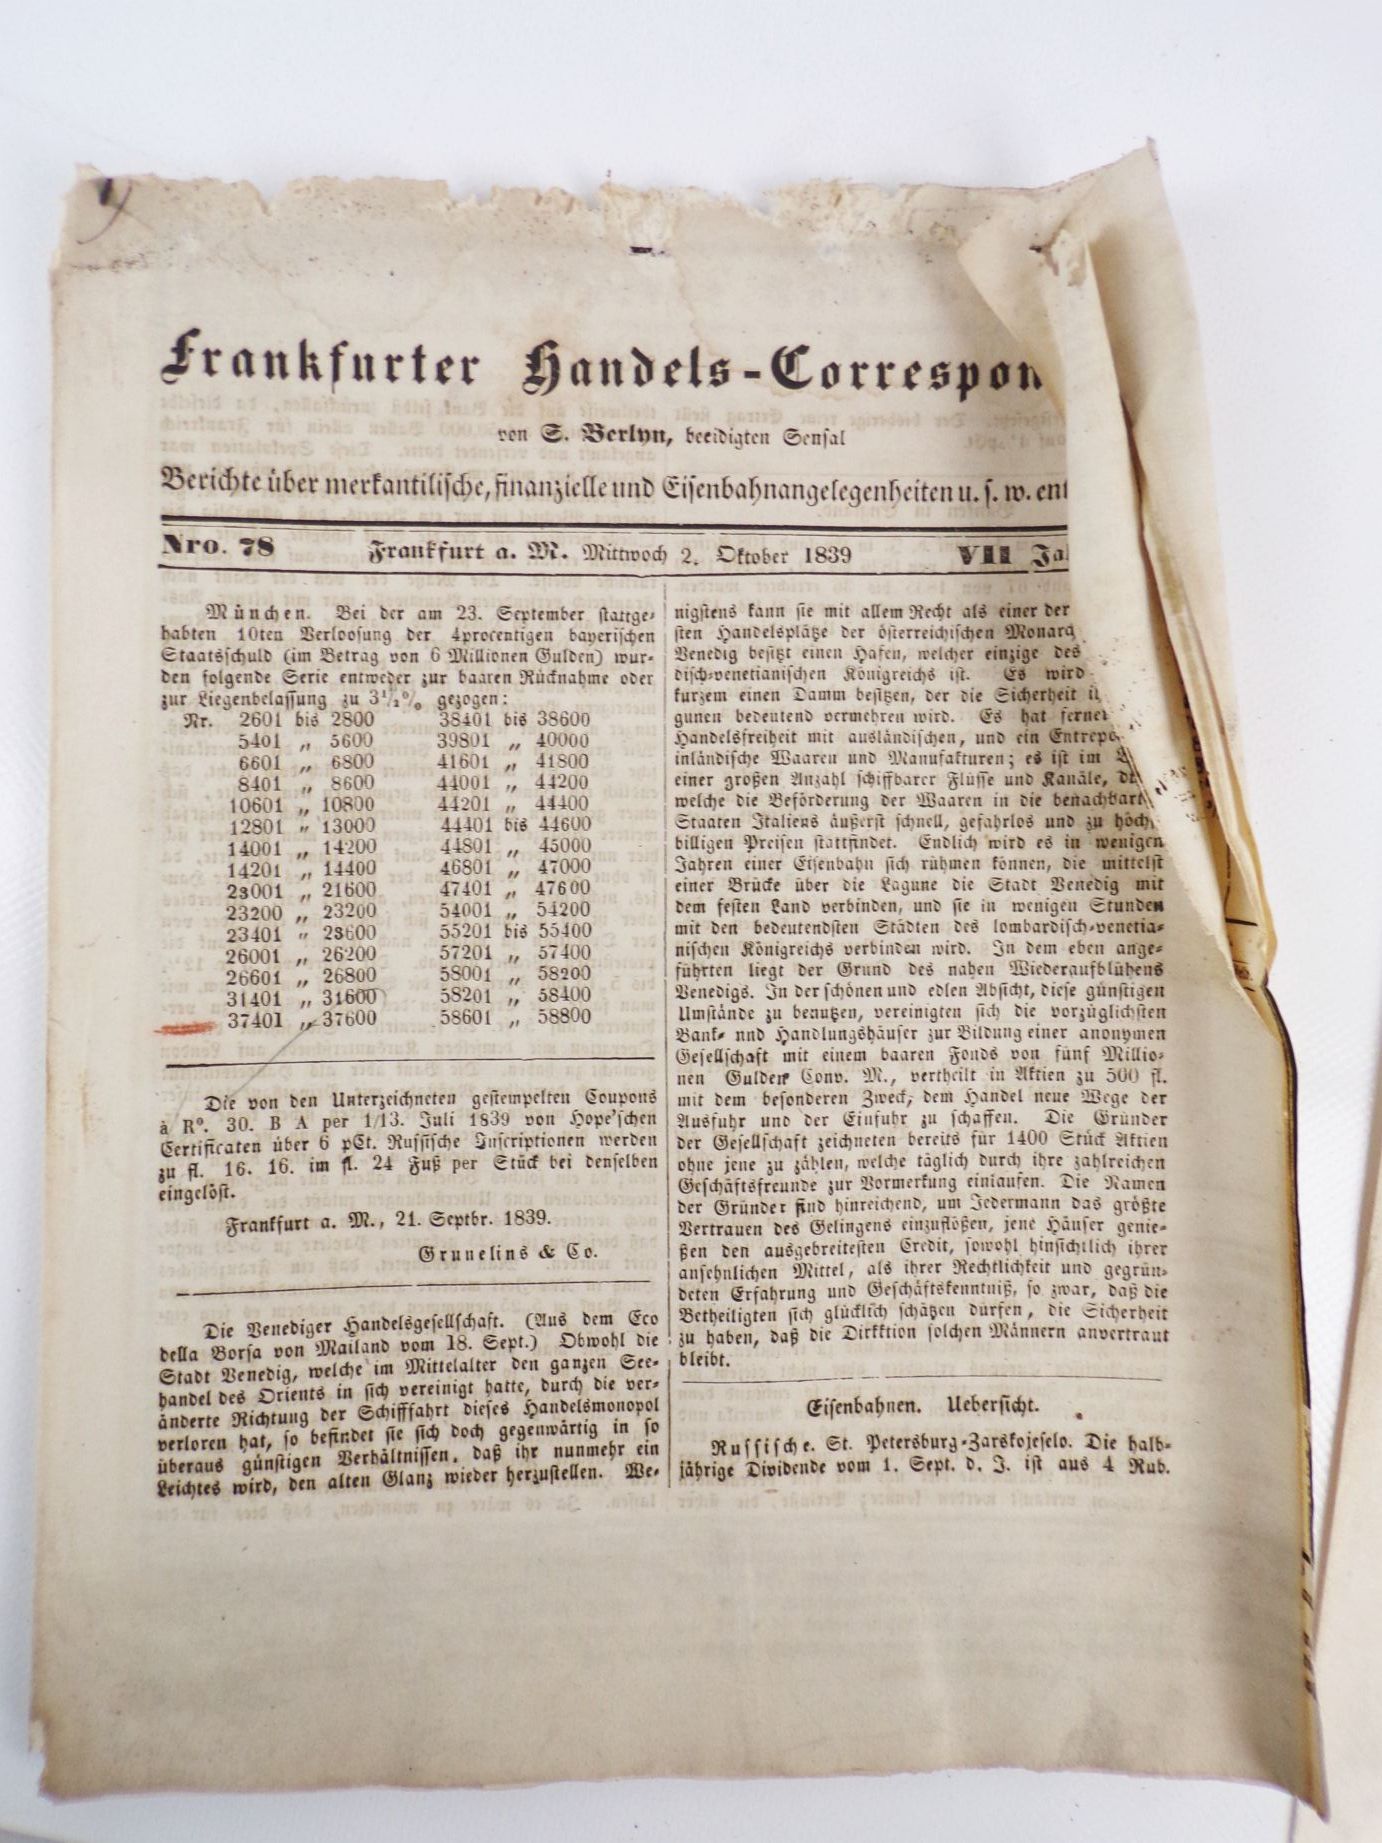 Frankfurter Handels-Correspon
von S. Berlyn, beeidigten Sensal
Berichte über merkantilische, finanzielle und Eisenbahnangelegenheiten u. s. w. ent
Nro. 78 Frankfurt a. M. Mittwoch 2. Oktober 1839 VII Ja
München. Bei der am 23. September stattge-
habten 10ten Verloosung der 4procentigen bayerischen
Staatsschuld (im Betrag von 6 Millionen Gulden) wur-
den folgende Serie entweder zur baaren Rücknahme oder
zur Liegenbelassung zu 3½% gezogen:
Nr. 2601 bis 2800 38401 bis 38600
5401 „ 5600 39801 „ 40000
6601 „ 6800 41601 „ 41800
8401 „ 8600 44001 „ 44200
10601 „ 10800 44201 „ 44400
12801 „ 13000 44401 bis 44600
14001 „ 14200 44801 „ 45000
14201 „ 14400 46801 „ 47000
23001 „ 21600 47401 „ 47600
23200 „ 23200 54001 „ 54200
23401 „ 23600 55201 bis 55400
26001 „ 26200 57201 „ 57400
26601 „ 26800 58001 „ 58200
31401 „ 31600 58201 „ 58400
37401 „ 37600 58601 „ 58800
Die von den Unterzeichneten gestempelten Coupons
à Rº. 30. B A per 1/13. Juli 1839 von Hope'schen
Certificaten über 6 pCt. Russische Inscriptionen werden
zu fl. 16. 16. im fl. 24 Fuß per Stück bei denselben
eingelöst.
Frankfurt a. M., 21. Septbr. 1839.
Grunelins & Co.
Die Venediger Handelsgesellschaft. (Aus dem Eco
della Borsa von Mailand vom 18. Sept.) Obwohl die
Stadt Venedig, welche im Mittelalter den ganzen See-
handel des Orients in sich vereinigt hatte, durch die ver-
änderte Richtung der Schifffahrt dieses Handelsmonopol
verloren hat, so befindet sie sich doch gegenwärtig in so
überaus günstigen Verhältnissen, daß ihr nunmehr ein
Leichtes wird, den alten Glanz wieder herzustellen. We-
nigstens kann sie mit allem Recht als einer der
sten Handelsplätze der österreichischen Monarc
Venedig besitzt einen Hafen, welcher einzige des
disch-venetianischen Königreichs ist. Es wird
kurzem einen Damm besitzen, der die Sicherheit
gunen bedeutend vermehren wird. Es hat ferner
Handelsfreiheit mit ausländischen, und ein Entrepo
inländische Waaren und Manufakturen; es ist im
einer großen Anzahl schiffbarer Flüsse und Kanäle,
welche die Beförderung der Waaren in die benachbart
Staaten Italiens äußerst schnell, gefahrlos und zu höch
billigen Preisen stattfindet. Endlich wird es in wenigen
Jahren einer Eisenbahn sich rühmen können, die mittelst
einer Brücke über die Lagune die Stadt Venedig mit
dem festen Land verbinden, und sie in wenigen Stunden
mit den bedeutendsten Städten des lombardisch-venetia-
nischen Königreichs verbinden wird. In dem eben ange-
führten liegt der Grund des nahen Wiederaufblühens
Venedigs. In der schönen und edlen Absicht, diese günstigen
Umstände zu benutzen, vereinigten sich die vorzüglichsten
Bank- nnd Handlungshäuser zur Bildung einer anonymen
Gesellschaft mit einem baaren Fonds von fünf Millio-
nen Gulden Conv. M., vertheilt in Aktien zu 500 fl.
mit dem besonderen Zweck, dem Handel neue Wege der
Ausfuhr und der Einfuhr zu schaffen. Die Gründer
der Gesellschaft zeichneten bereits für 1400 Stück Aktien
ohne jene zu zählen, welche täglich durch ihre zahlreichen
Geschäftsfreunde zur Vormerkung einlaufen. Die Namen
der Gründer sind hinreichend, um Jedermann das größte
Vertrauen des Gelingens einzuflößen, jene Häuser genie-
ßen den ausgebreitesten Credit, sowohl hinsichtlich ihrer
ansehnlichen Mittel, als ihrer Rechtlichkeit und gegrün-
deten Erfahrung und Geschäftskenntniß, so zwar, daß die
Betheiligten sich glücklich schätzen dürfen, die Sicherheit
zu haben, daß die Dirkktion solchen Männern anvertraut
bleibt.
Eisenbahnen. Uebersicht.
Russische. St. Petersburg-Zarskojeselo. Die halb-
jährige Dividende vom 1. Sept. d. J. ist aus 4 Rub.